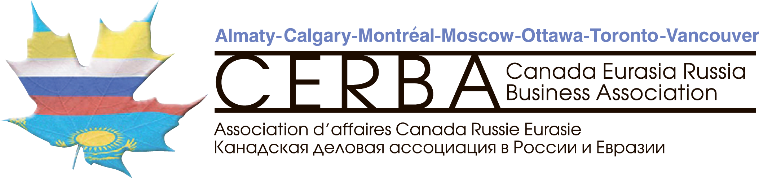 Almaty-Calgary-Montréal-Moscow-Ottawa-Toronto-Vancouver
CERBA
Canada Eurasia Russia
Business Association
Association d'affaires Canada Russie Eurasie
Канадская деловая ассоциация в России и Евразии